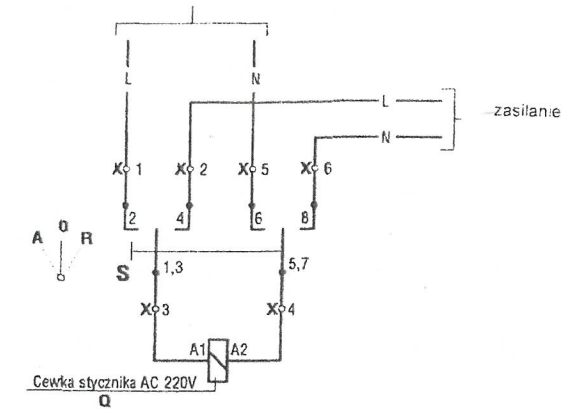 L N
L
zasilanie
N
X 1 X 2 X 5 X 6
2 4 6 8
A 0 R
S 1,3 5,7
X 3 X 4
A1 A2
Cewka stycznika AC 220V
Q